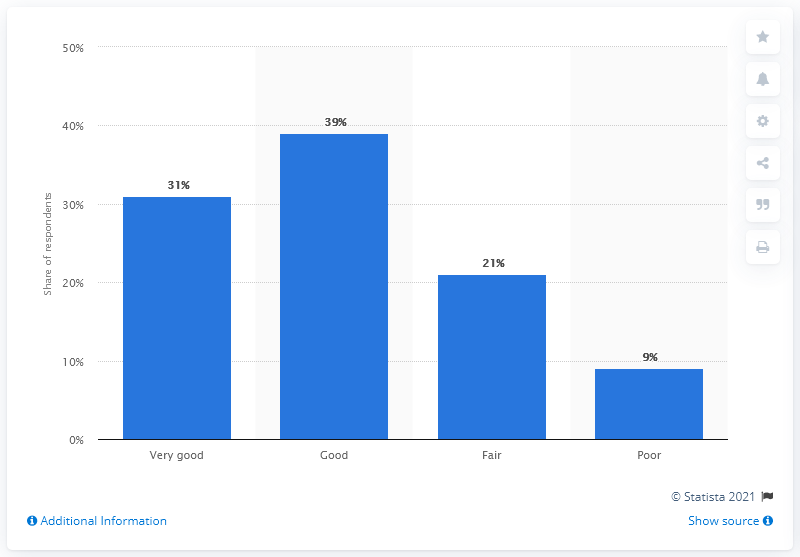 50%
40%
30%
20%
10%
0%
Share of respondents
31%
39%
21%
9%
Very good
Good
Fair
Poor
© Statista 2021
Additional Information
Show source